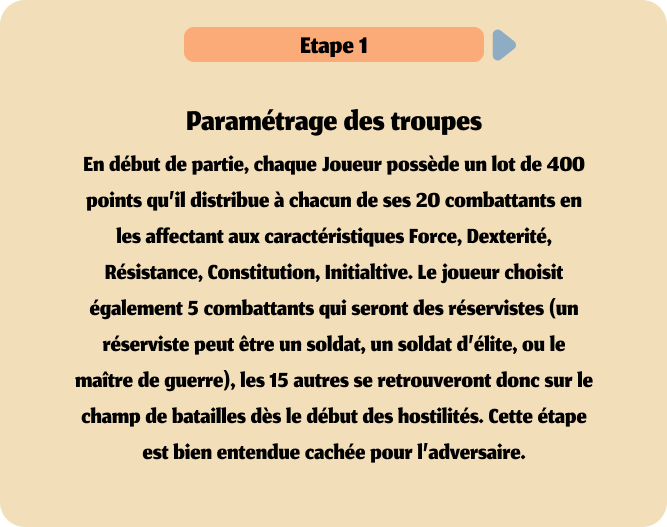 Etape 1
Paramétrage des troupes
En début de partie, chaque Joueur possède un lot de 400
points qu'il distribue à chacun de ses 20 combattants en
les affectant aux caractéristiques Force, Dexterité,
Résistance, Constitution, Initialtive. Le joueur choisit
également 5 combattants qui seront des réservistes (un
réserviste peut être un soldat, un soldat d'élite, ou le
maître de guerre), les 15 autres se retrouveront donc sur le
champ de batailles dès le début des hostilités. Cette étape
est bien entendue cachée pour l'adversaire.